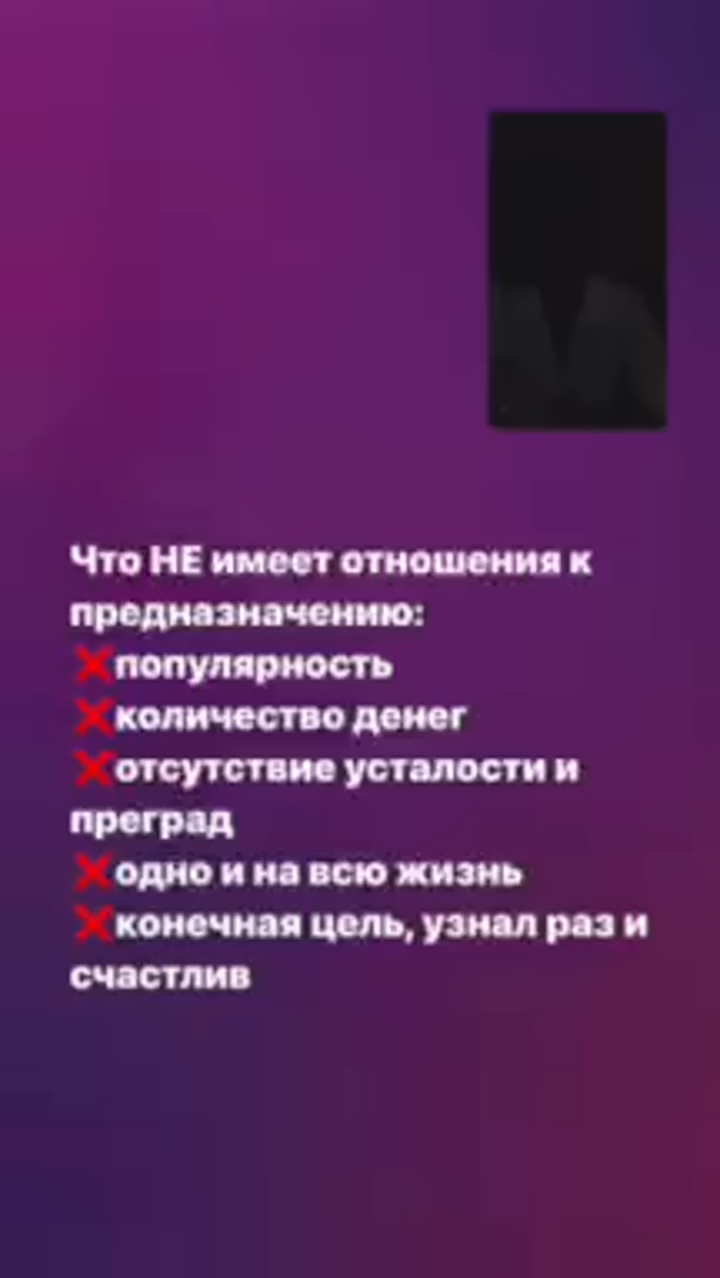 Что НЕ имеет отношения к
предназначению:
❌популярность
❌количество денег
❌отсутствие усталости и
преград
❌одно и на всю жизнь
❌конечная цель, узнал раз и
счастлив